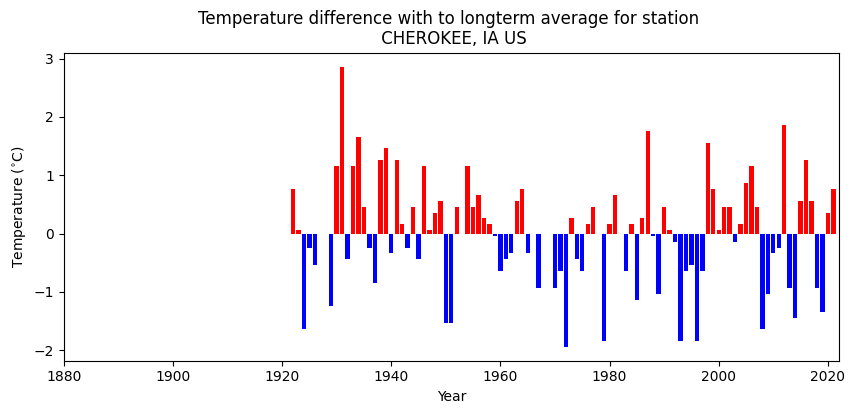 Temperature difference with to longterm average for station
CHEROKEE, IA US
3
2
1
0
−1
−2
Temperature (°C)
1880 1900 1920 1940 1960 1980 2000 2020
Year